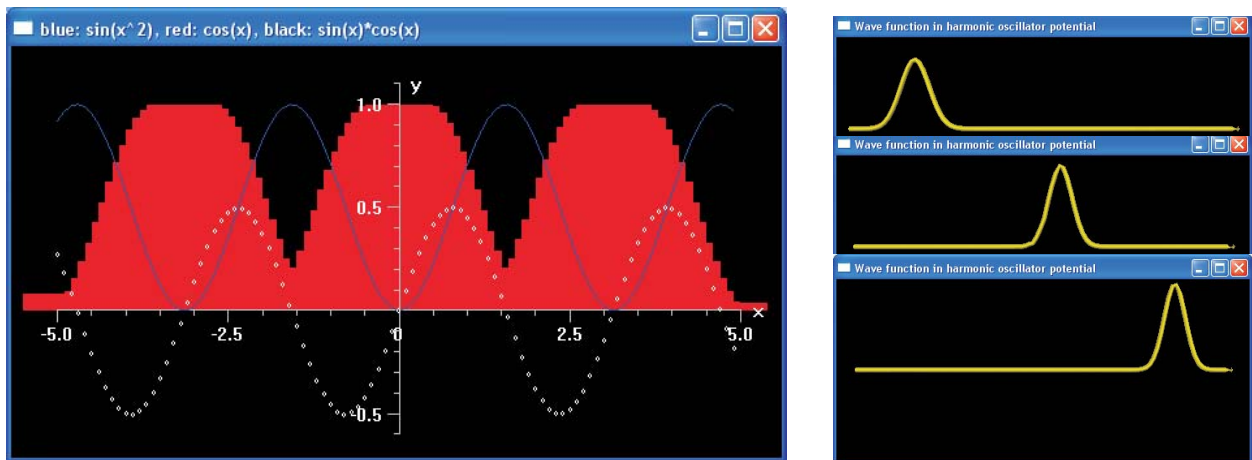 blue: sin(x^2), red: cos(x), black: sin(x)*cos(x)
y
1.0
0.5
-5.0 -2.5 0 2.5 5.0 x
-0.5
Wave function in harmonic oscillator potential
Wave function in harmonic oscillator potential
Wave function in harmonic oscillator potential